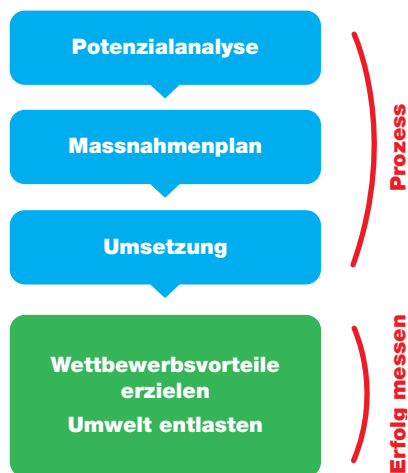 Potenzialanalyse
Massnahmenplan
Umsetzung
Prozess
Wettbewerbsvorteile
erzielen
Umwelt entlasten
Erfolg messen